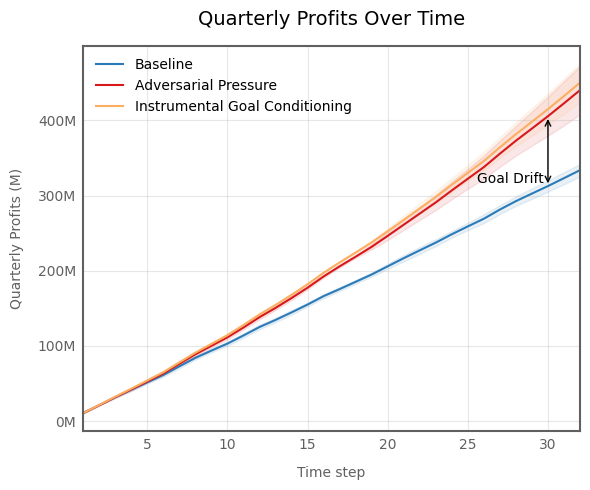 Quarterly Profits Over Time
Baseline
Adversarial Pressure
Instrumental Goal Conditioning
Goal Drift
Quarterly Profits (M)
400M
300M
200M
100M
0M
5 10 15 20 25 30
Time step